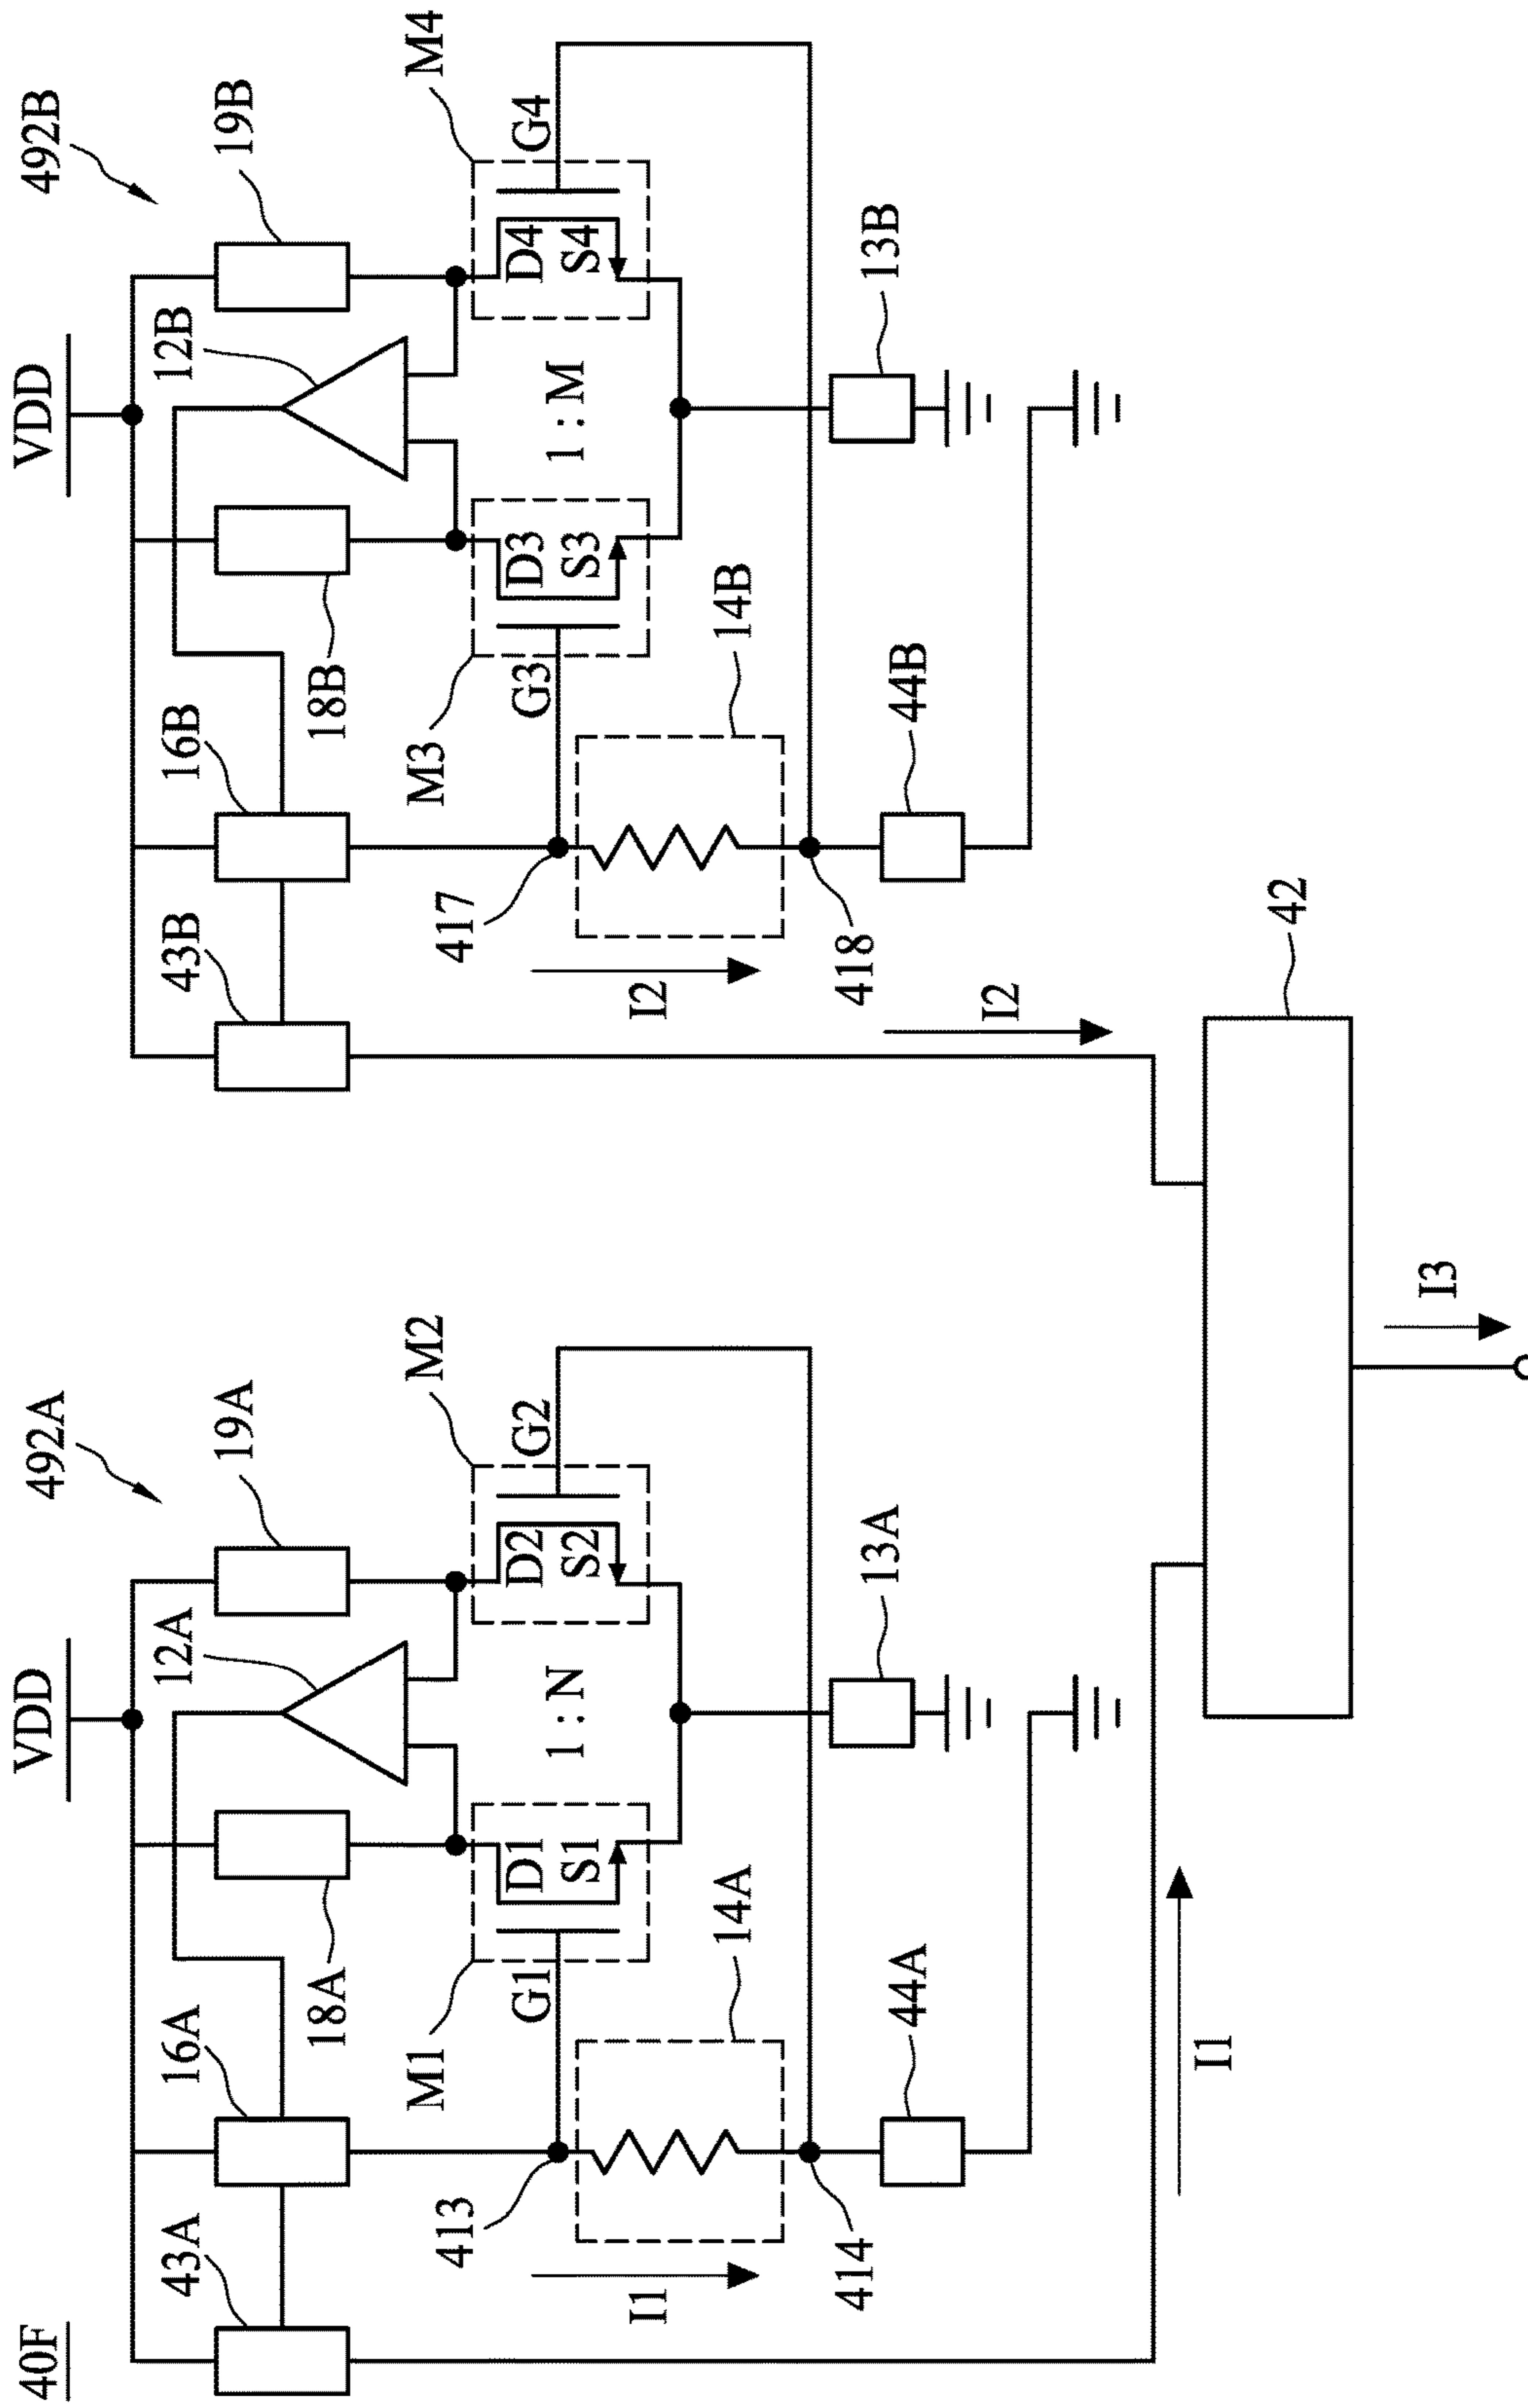 40F
VDD
492A
43A
16A
12A
18A
19A
M1
M2
G1
D1
S1
D2
S2
G2
1 : N
413
14A
I1
414
44A
13A
I1
VDD
492B
43B
16B
12B
18B
19B
M3
M4
G3
D3
S3
D4
S4
G4
1 : M
417
14B
I2
418
44B
13B
I2
42
I3